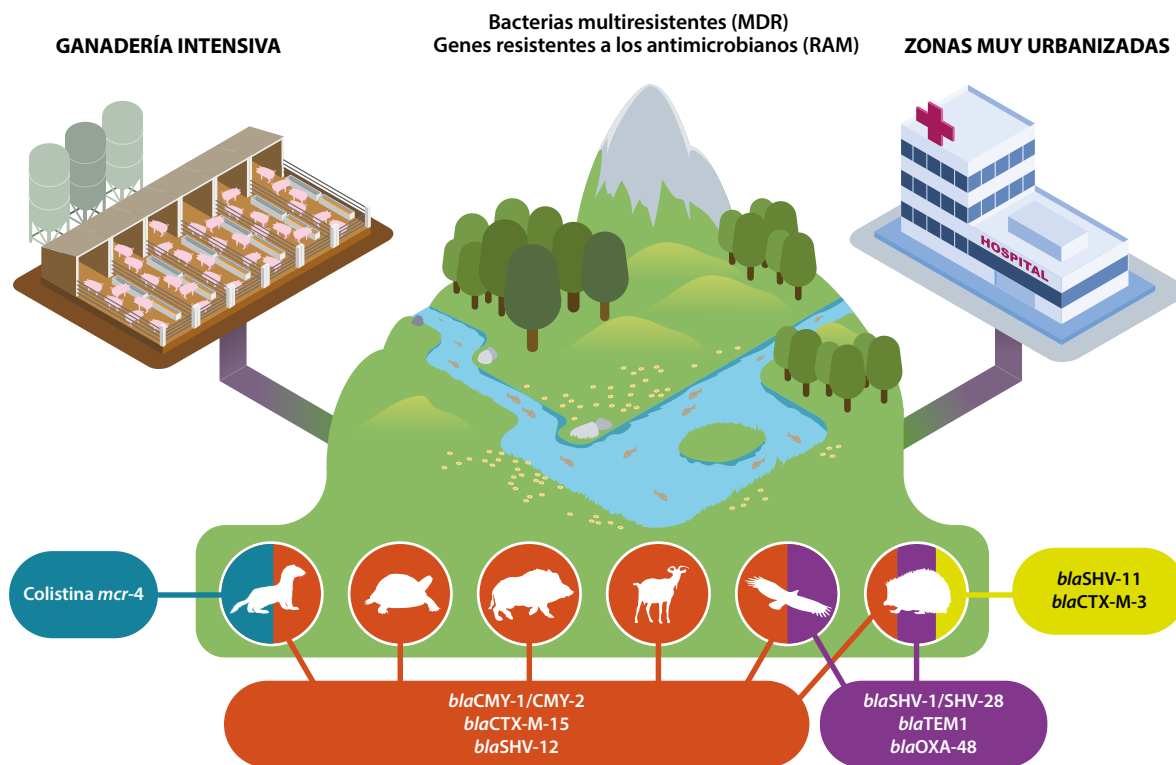 Bacterias multiresistentes (MDR)
Genes resistentes a los antimicrobianos (RAM)
GANADERÍA INTENSIVA
ZONAS MUY URBANIZADAS
HOSPITAL
Colistina mcr-4
blaSHV-11
blaCTX-M-3
blaCMY-1/CMY-2
blaCTX-M-15
blaSHV-12
blaSHV-1/SHV-28
blaTEM1
blaOXA-48